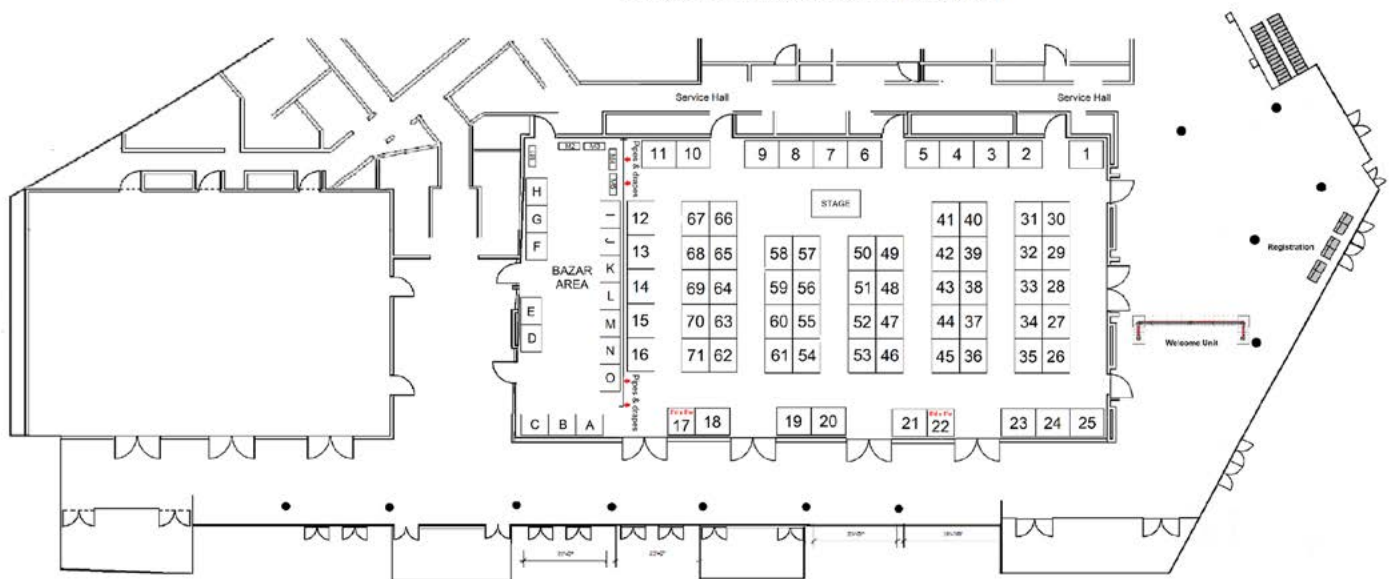 Service Hall
Service Hall
M2 M3
Pipes & drapes
11 10 9 8 7 6 5 4 3 2 1
H
G
F
STAGE
I
J
K
L
M
N
O
BAZAR
AREA
E
D
C B A
Pipes & drapes
12 67 66 41 40 31 30
13 68 65 58 57 50 49 42 39 32 29
14 69 64 59 56 51 48 43 38 33 28
15 70 63 60 55 52 47 44 37 34 27
16 71 62 61 54 53 46 45 36 35 26
17 18 19 20 21 22 23 24 25
Registration
Welcome Unit